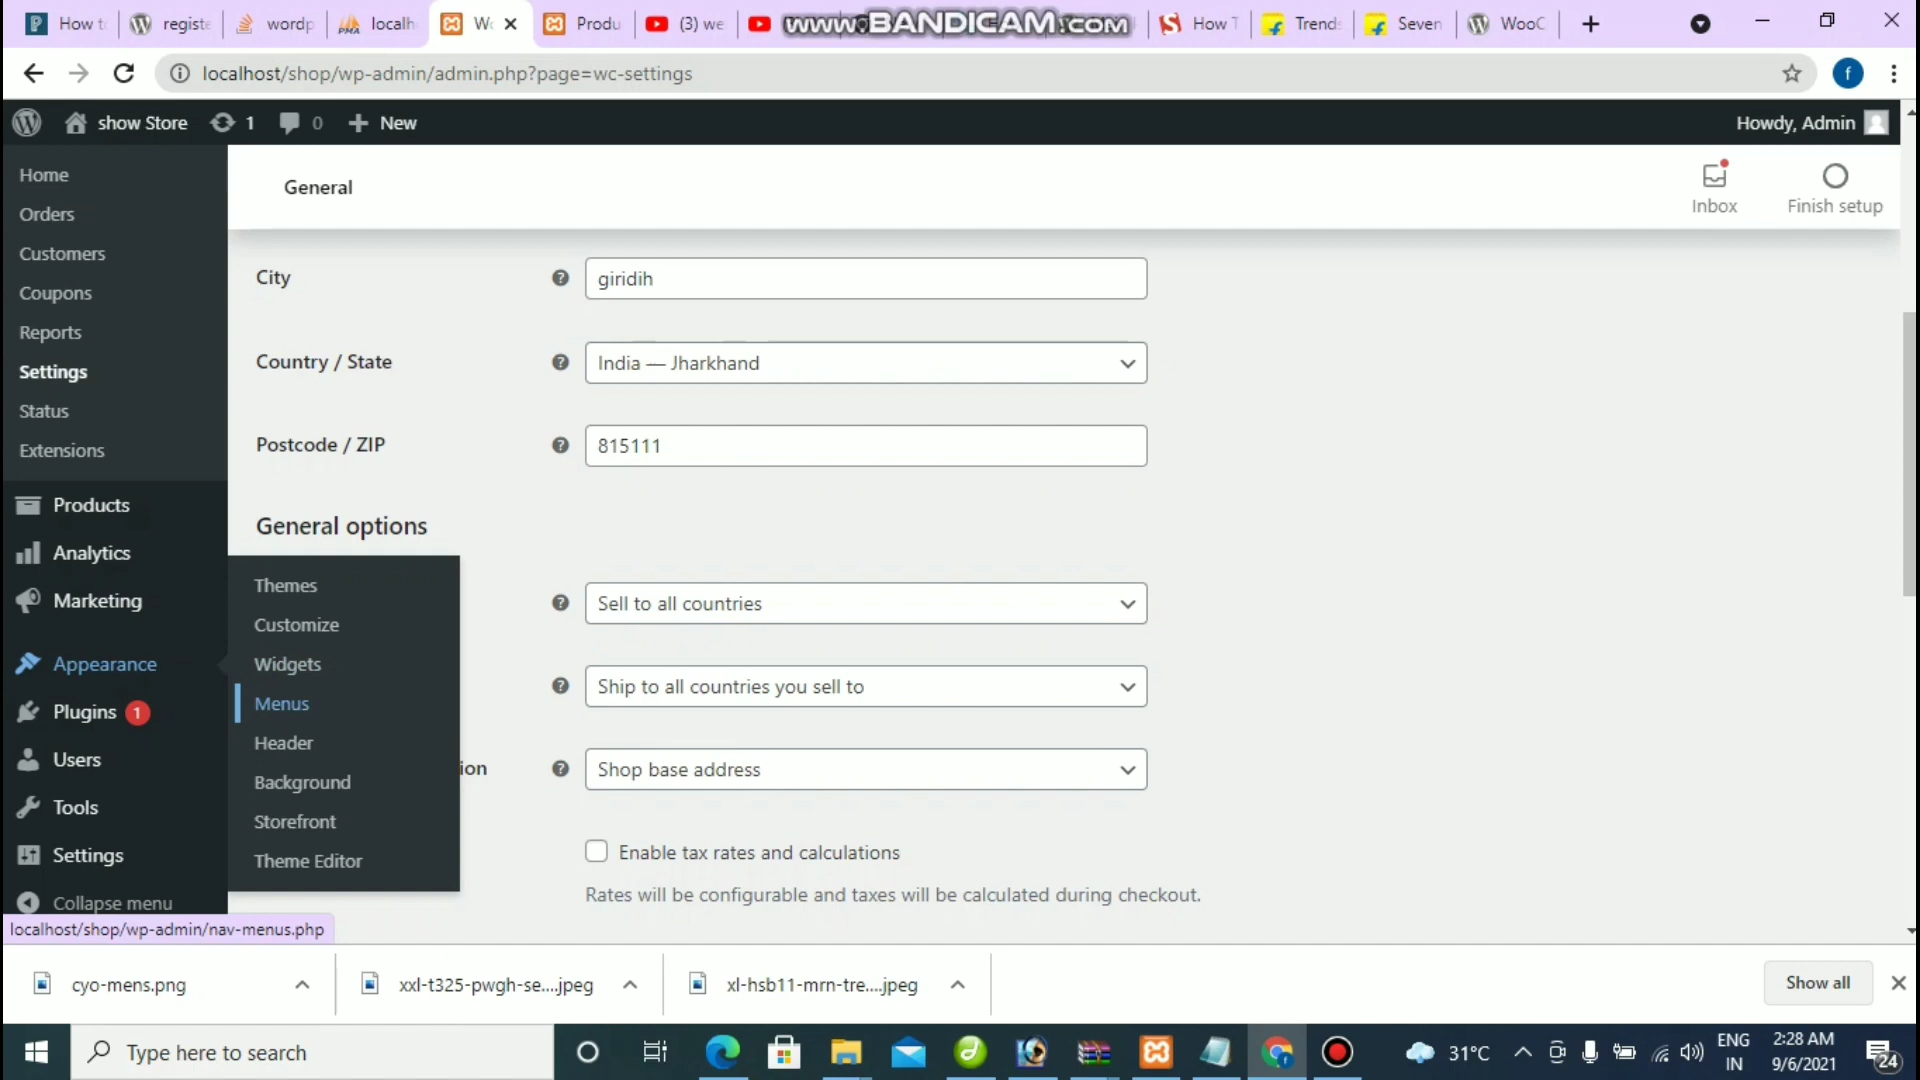 How t
registe
wordp
localh
Wo
Produ
(3) we
www.BANDICAM.com
How T
Trends
Seven
WooC
localhost/shop/wp-admin/admin.php?page=wc-settings
f
show Store
1
0
New
Howdy, Admin
Home
Orders
Customers
Coupons
Reports
Settings
Status
Extensions
Products
Analytics
Marketing
Appearance
Plugins 1
Users
Tools
Settings
Collapse menu
Themes
Customize
Widgets
Menus
Header
Background
Storefront
Theme Editor
General
Inbox
Finish setup
City
giridih
Country / State
India — Jharkhand
Postcode / ZIP
815111
General options
Sell to all countries
Ship to all countries you sell to
ion
Shop base address
Enable tax rates and calculations
Rates will be configurable and taxes will be calculated during checkout.
localhost/shop/wp-admin/nav-menus.php
cyo-mens.png
xxl-t325-pwgh-se....jpeg
xl-hsb11-mrn-tre....jpeg
Show all
Type here to search
31°C
ENG
IN
2:28 AM
9/6/2021
24